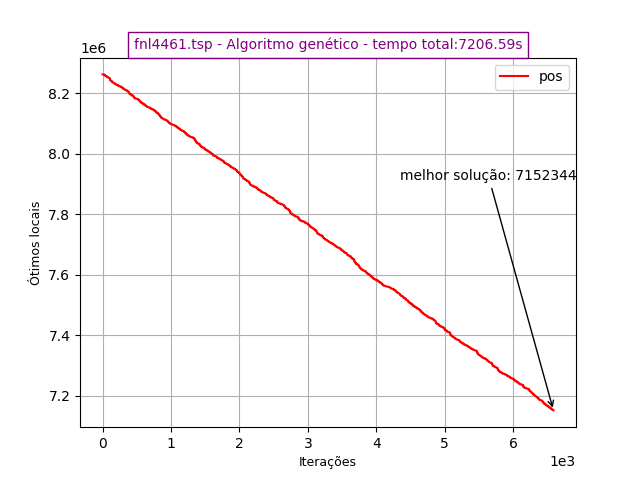 fnl4461.tsp - Algoritmo genético - tempo total:7206.59s
1e6
pos
8.2
8.0
melhor solução: 7152344
7.8
7.6
7.4
7.2
Ótimos locais
0 1 2 3 4 5 6
Iterações
1e3